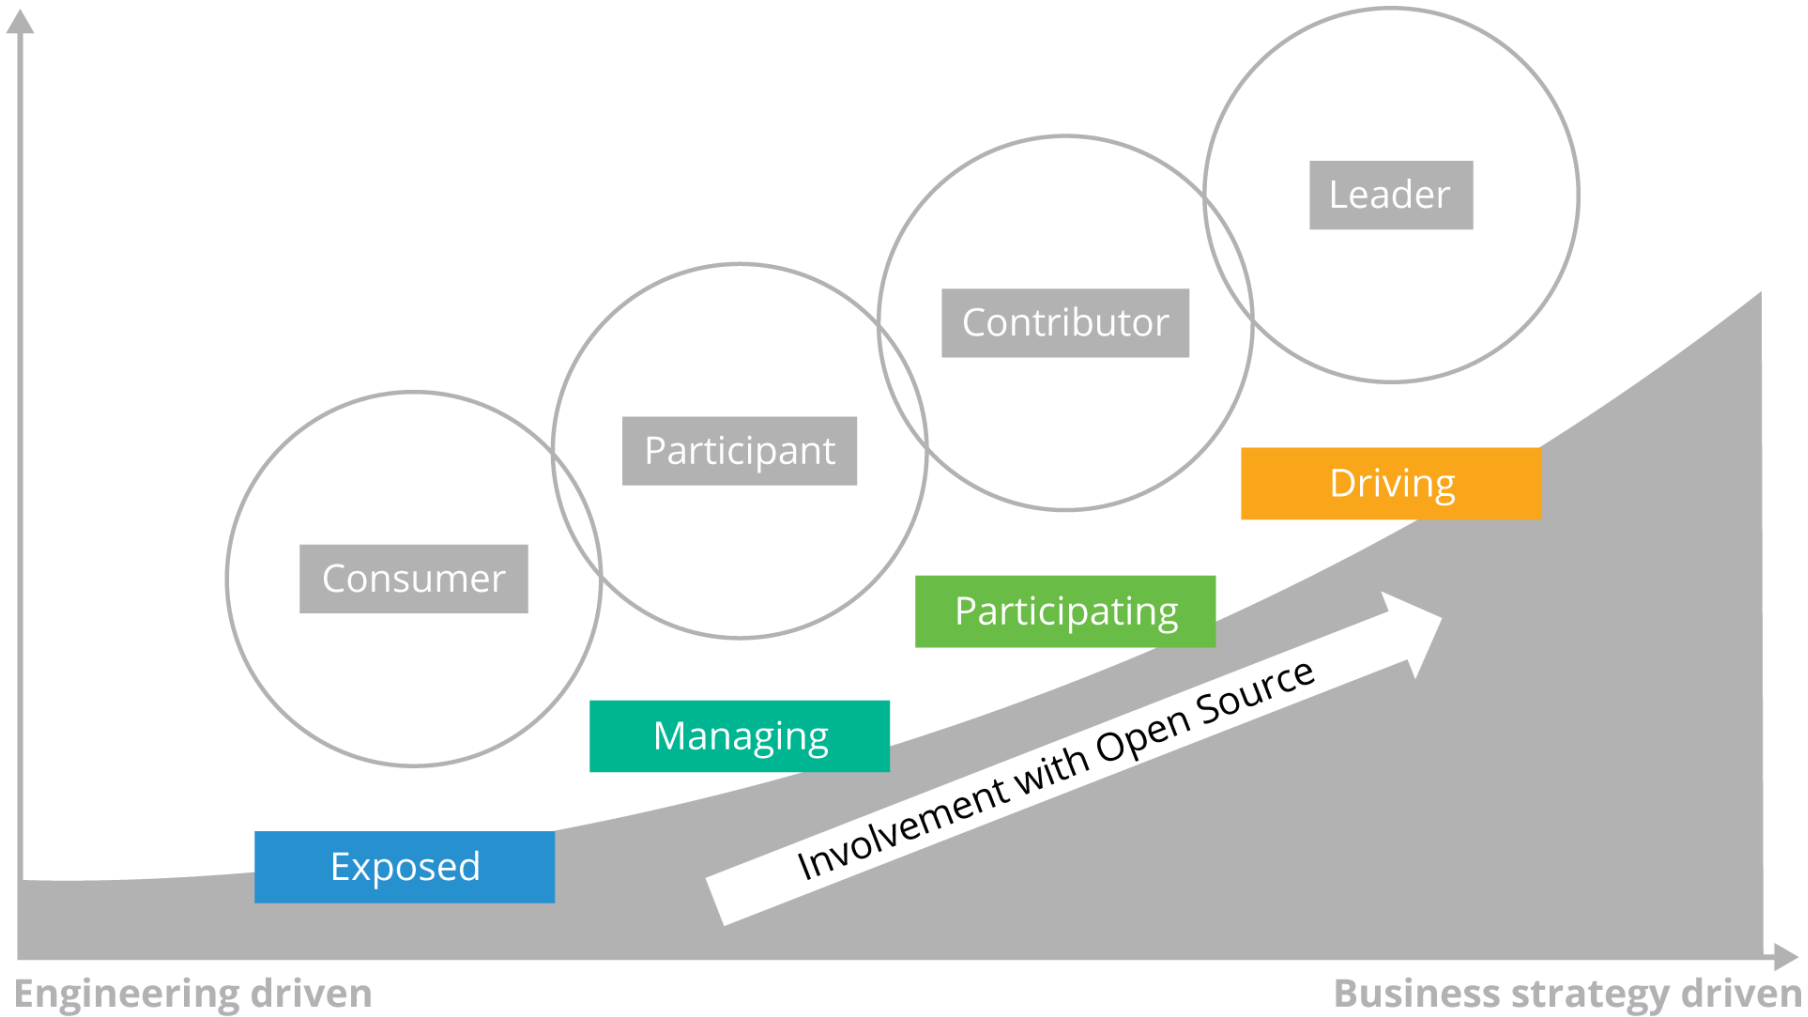 Leader
Contributor
Participant
Consumer
Driving
Participating
Managing
Exposed
Involvement with Open Source
Engineering driven
Business strategy driven